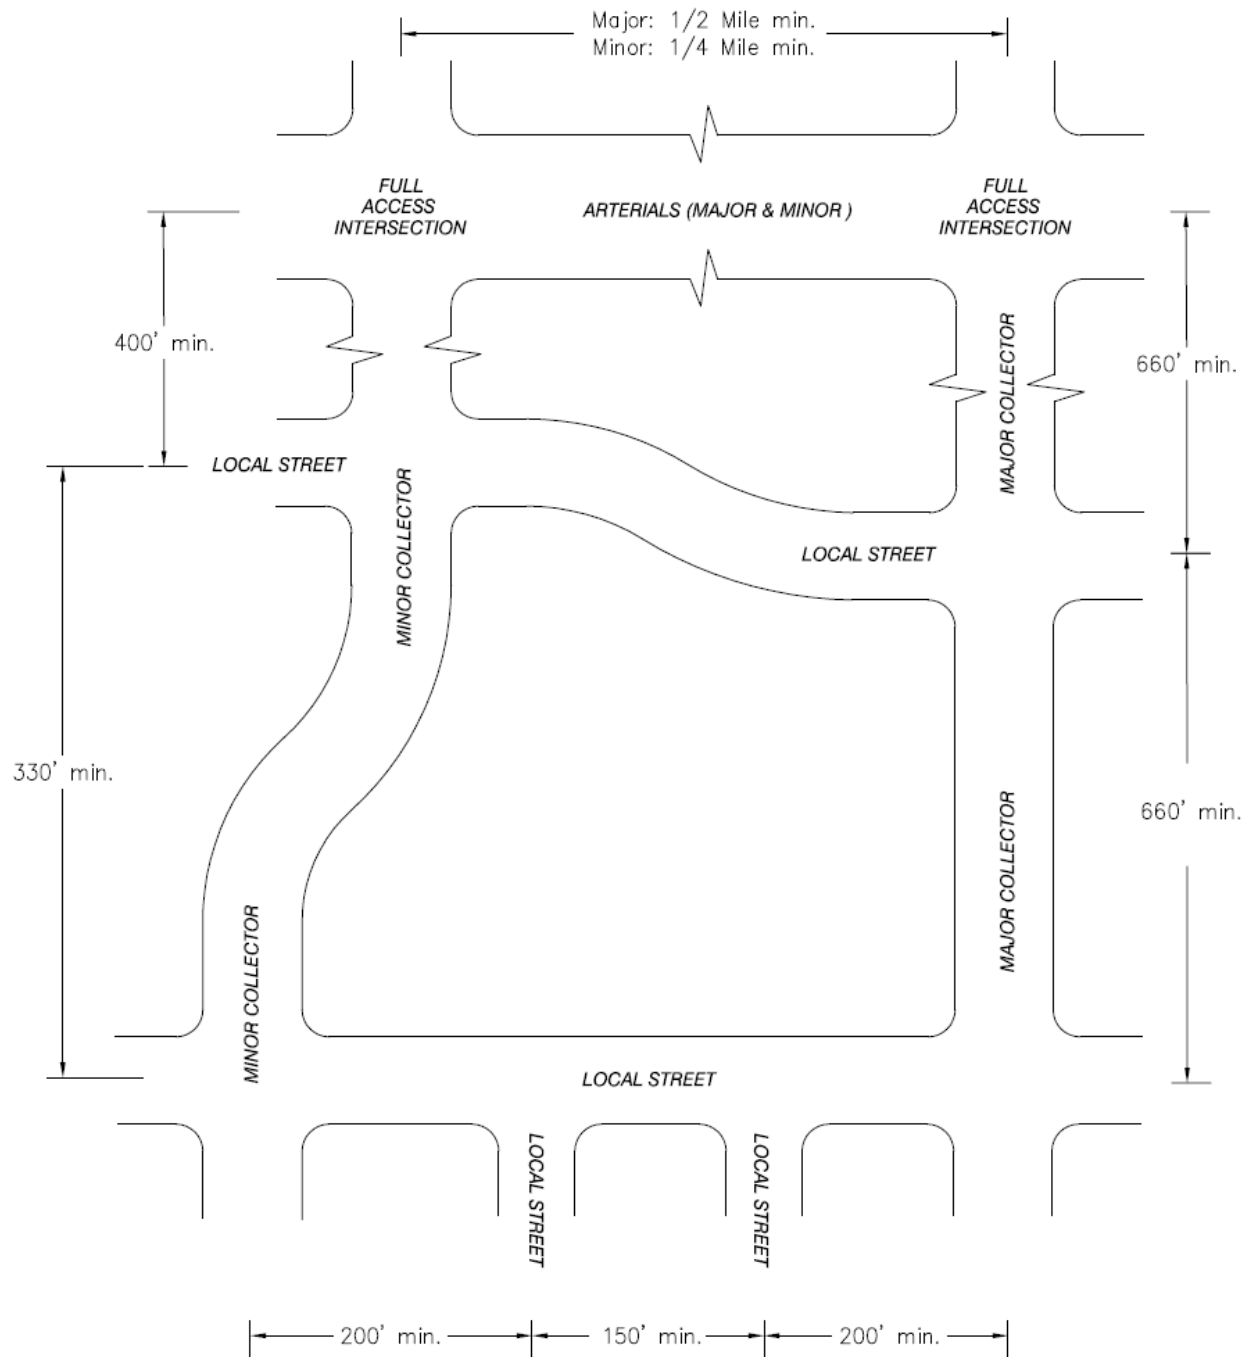 Major: 1/2 Mile min.
Minor: 1/4 Mile min.
FULL
ACCESS
INTERSECTION
ARTERIALS (MAJOR & MINOR )
FULL
ACCESS
INTERSECTION
400' min.
MAJOR COLLECTOR
660' min.
LOCAL STREET
MINOR COLLECTOR
LOCAL STREET
330' min.
MAJOR COLLECTOR
660' min.
MINOR COLLECTOR
LOCAL STREET
LOCAL STREET
LOCAL STREET
200' min.
150' min.
200' min.